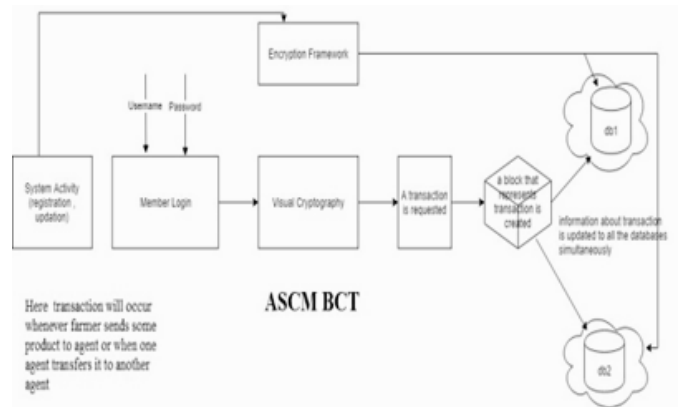 Encryption Framework
Username
Password
db1
System Activity
(registration ,
updation)
Member Login
Visual Cryptography
A transaction
is requested
a block that
represents
transaction is
created
information about transaction
is updated to all the databases
simultaneously
ASCM BCT
Here transaction will occur
whenever farmer sends some
product to agent or when one
agent transfers it to another
agent
db2